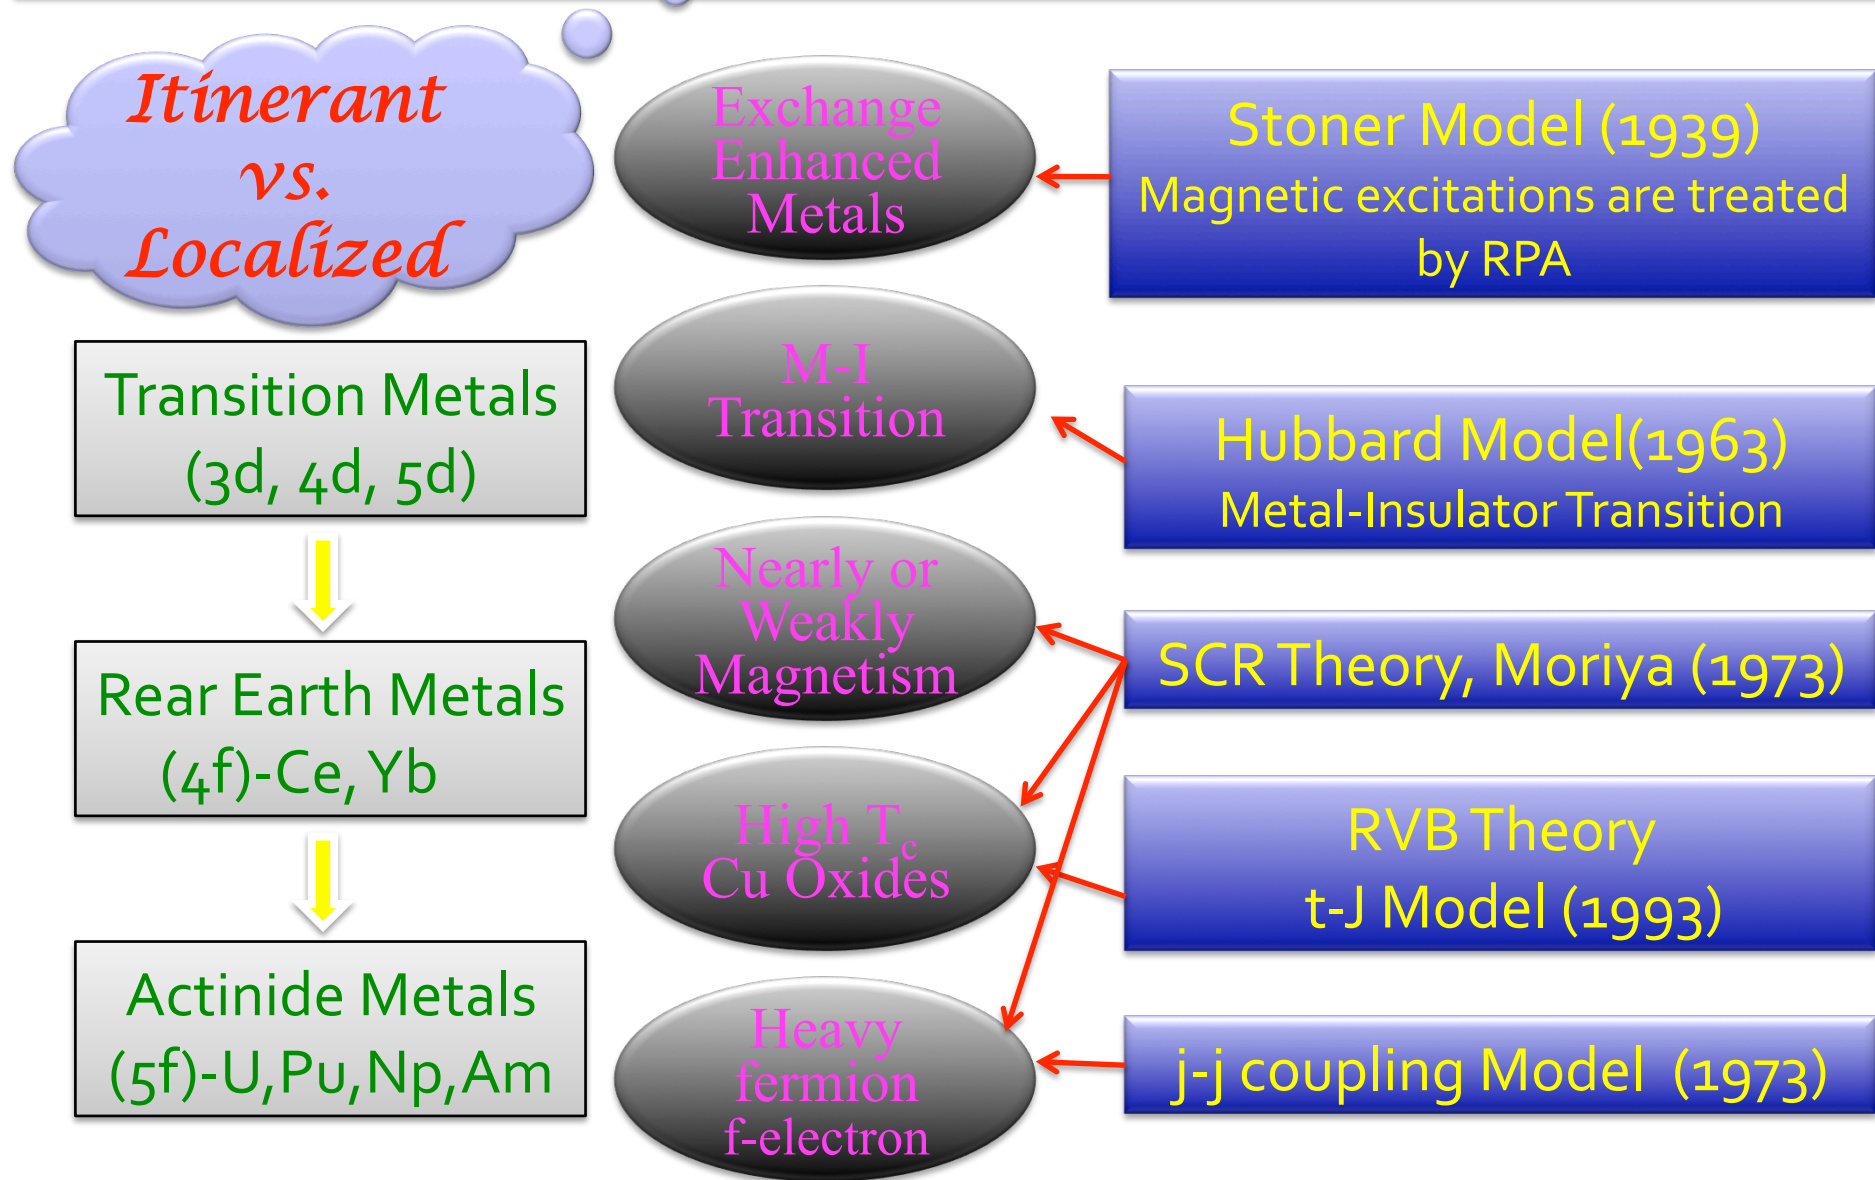 Itinerant
vs.
Localized
Transition Metals
(3d, 4d, 5d)
Rear Earth Metals
(4f)-Ce, Yb
Actinide Metals
(5f)-U,Pu,Np,Am
Exchange
Enhanced
Metals
M-I
Transition
Nearly or
Weakly
Magnetism
High Tc
Cu Oxides
Heavy
fermion
f-electron
Stoner Model (1939)
Magnetic excitations are treated
by RPA
Hubbard Model(1963)
Metal-Insulator Transition
SCR Theory, Moriya (1973)
RVB Theory
t-J Model (1993)
j-j coupling Model (1973)